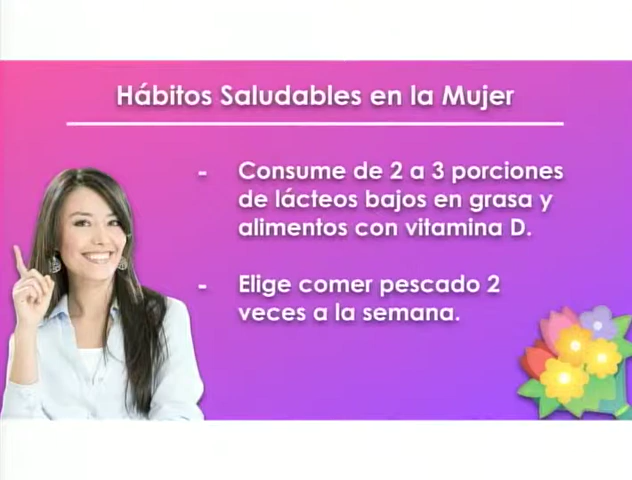 Hábitos Saludables en la Mujer
- Consume de 2 a 3 porciones
de lácteos bajos en grasa y
alimentos con vitamina D.
- Elige comer pescado 2
veces a la semana.